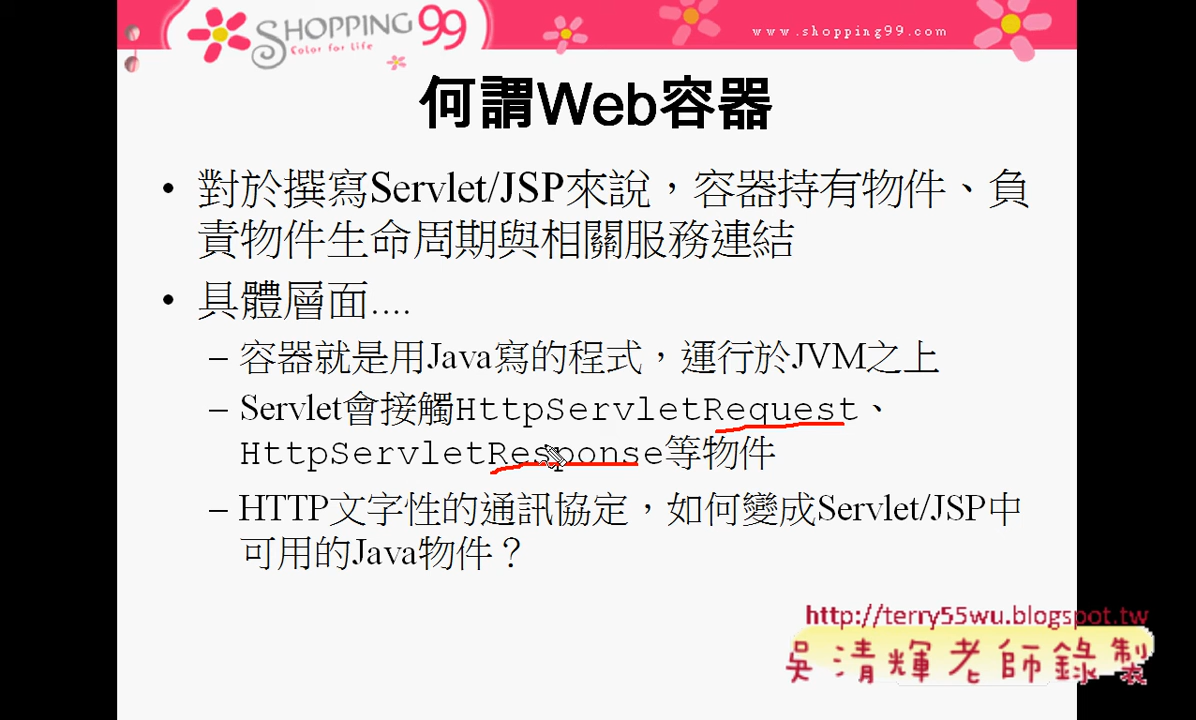 SHOPPING 99
Color for Life
www.shopping99.com
何謂Web容器
• 對於撰寫Servlet/JSP來說，容器持有物件、負
責物件生命周期與相關服務連結
• 具體層面....
– 容器就是用Java寫的程式，運行於JVM之上
– Servlet會接觸HttpServletRequest、
HttpServletResponse等物件
– HTTP文字性的通訊協定，如何變成Servlet/JSP中
可用的Java物件？
http://terry55wu.blogspot.tw
吳清輝老師錄製